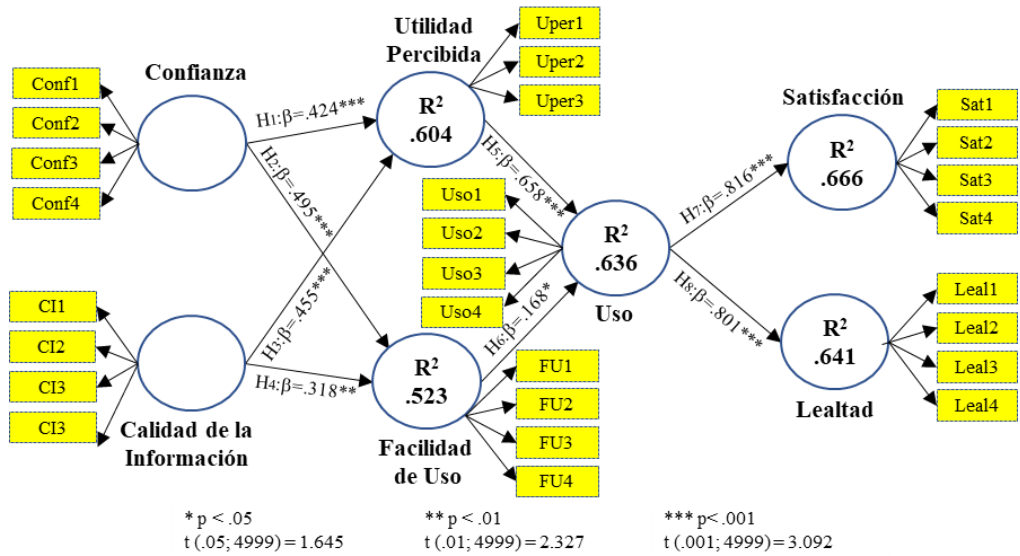 Confianza
Conf1
Conf2
Conf3
Conf4
Utilidad
Percibida
R²
.604
Uper1
Uper2
Uper3
H₁:β=.424***
H₂:β=.495***
H₃:β=.455***
H₄:β=.318**
CI1
CI2
CI3
CI3
Calidad de la
Información
R²
.523
Facilidad
de Uso
FU1
FU2
FU3
FU4
H₅:β=.658***
H₆:β=.168*
Uso1
Uso2
Uso3
Uso4
R²
.636
Uso
H₇:β=.816***
H₈:β=.801***
Satisfacción
R²
.666
Sat1
Sat2
Sat3
Sat4
R²
.641
Lealtad
Leal1
Leal2
Leal3
Leal4
* p < .05
t (.05; 4999) = 1.645
** p < .01
t (.01; 4999) = 2.327
*** p< .001
t (.001; 4999) = 3.092